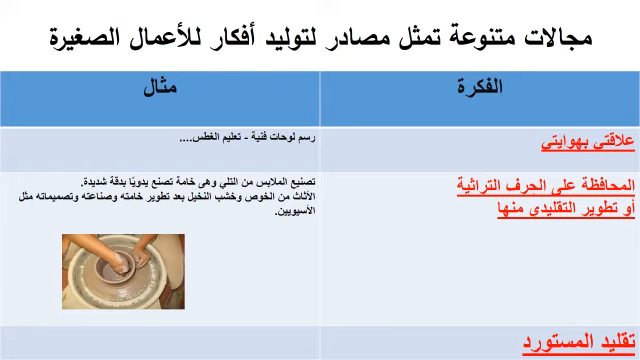 مجالات متنوعة تمثل مصادر لتوليد أفكار للأعمال الصغيرة
الفكرة
مثال
علاقتي بهوايتي
رسم لوحات فنية - تعليم الغطس....
المحافظة على الحرف التراثية
أو تطوير التقليدى منها
تصنيع الملابس من التلي وهى خامة تصنع يدويًا بدقة شديدة.
الأثاث من الخوص وخشب النخيل بعد تطوير خامته وصناعته وتصميماته مثل
الأسيويين.
تقليد المستورد